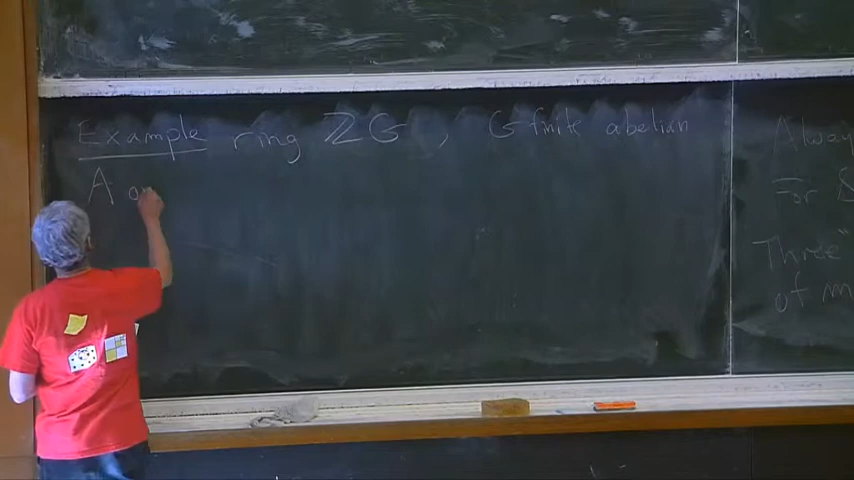 Example ring ℤG, G finite abelian
A o
Always
For
Three "
of m